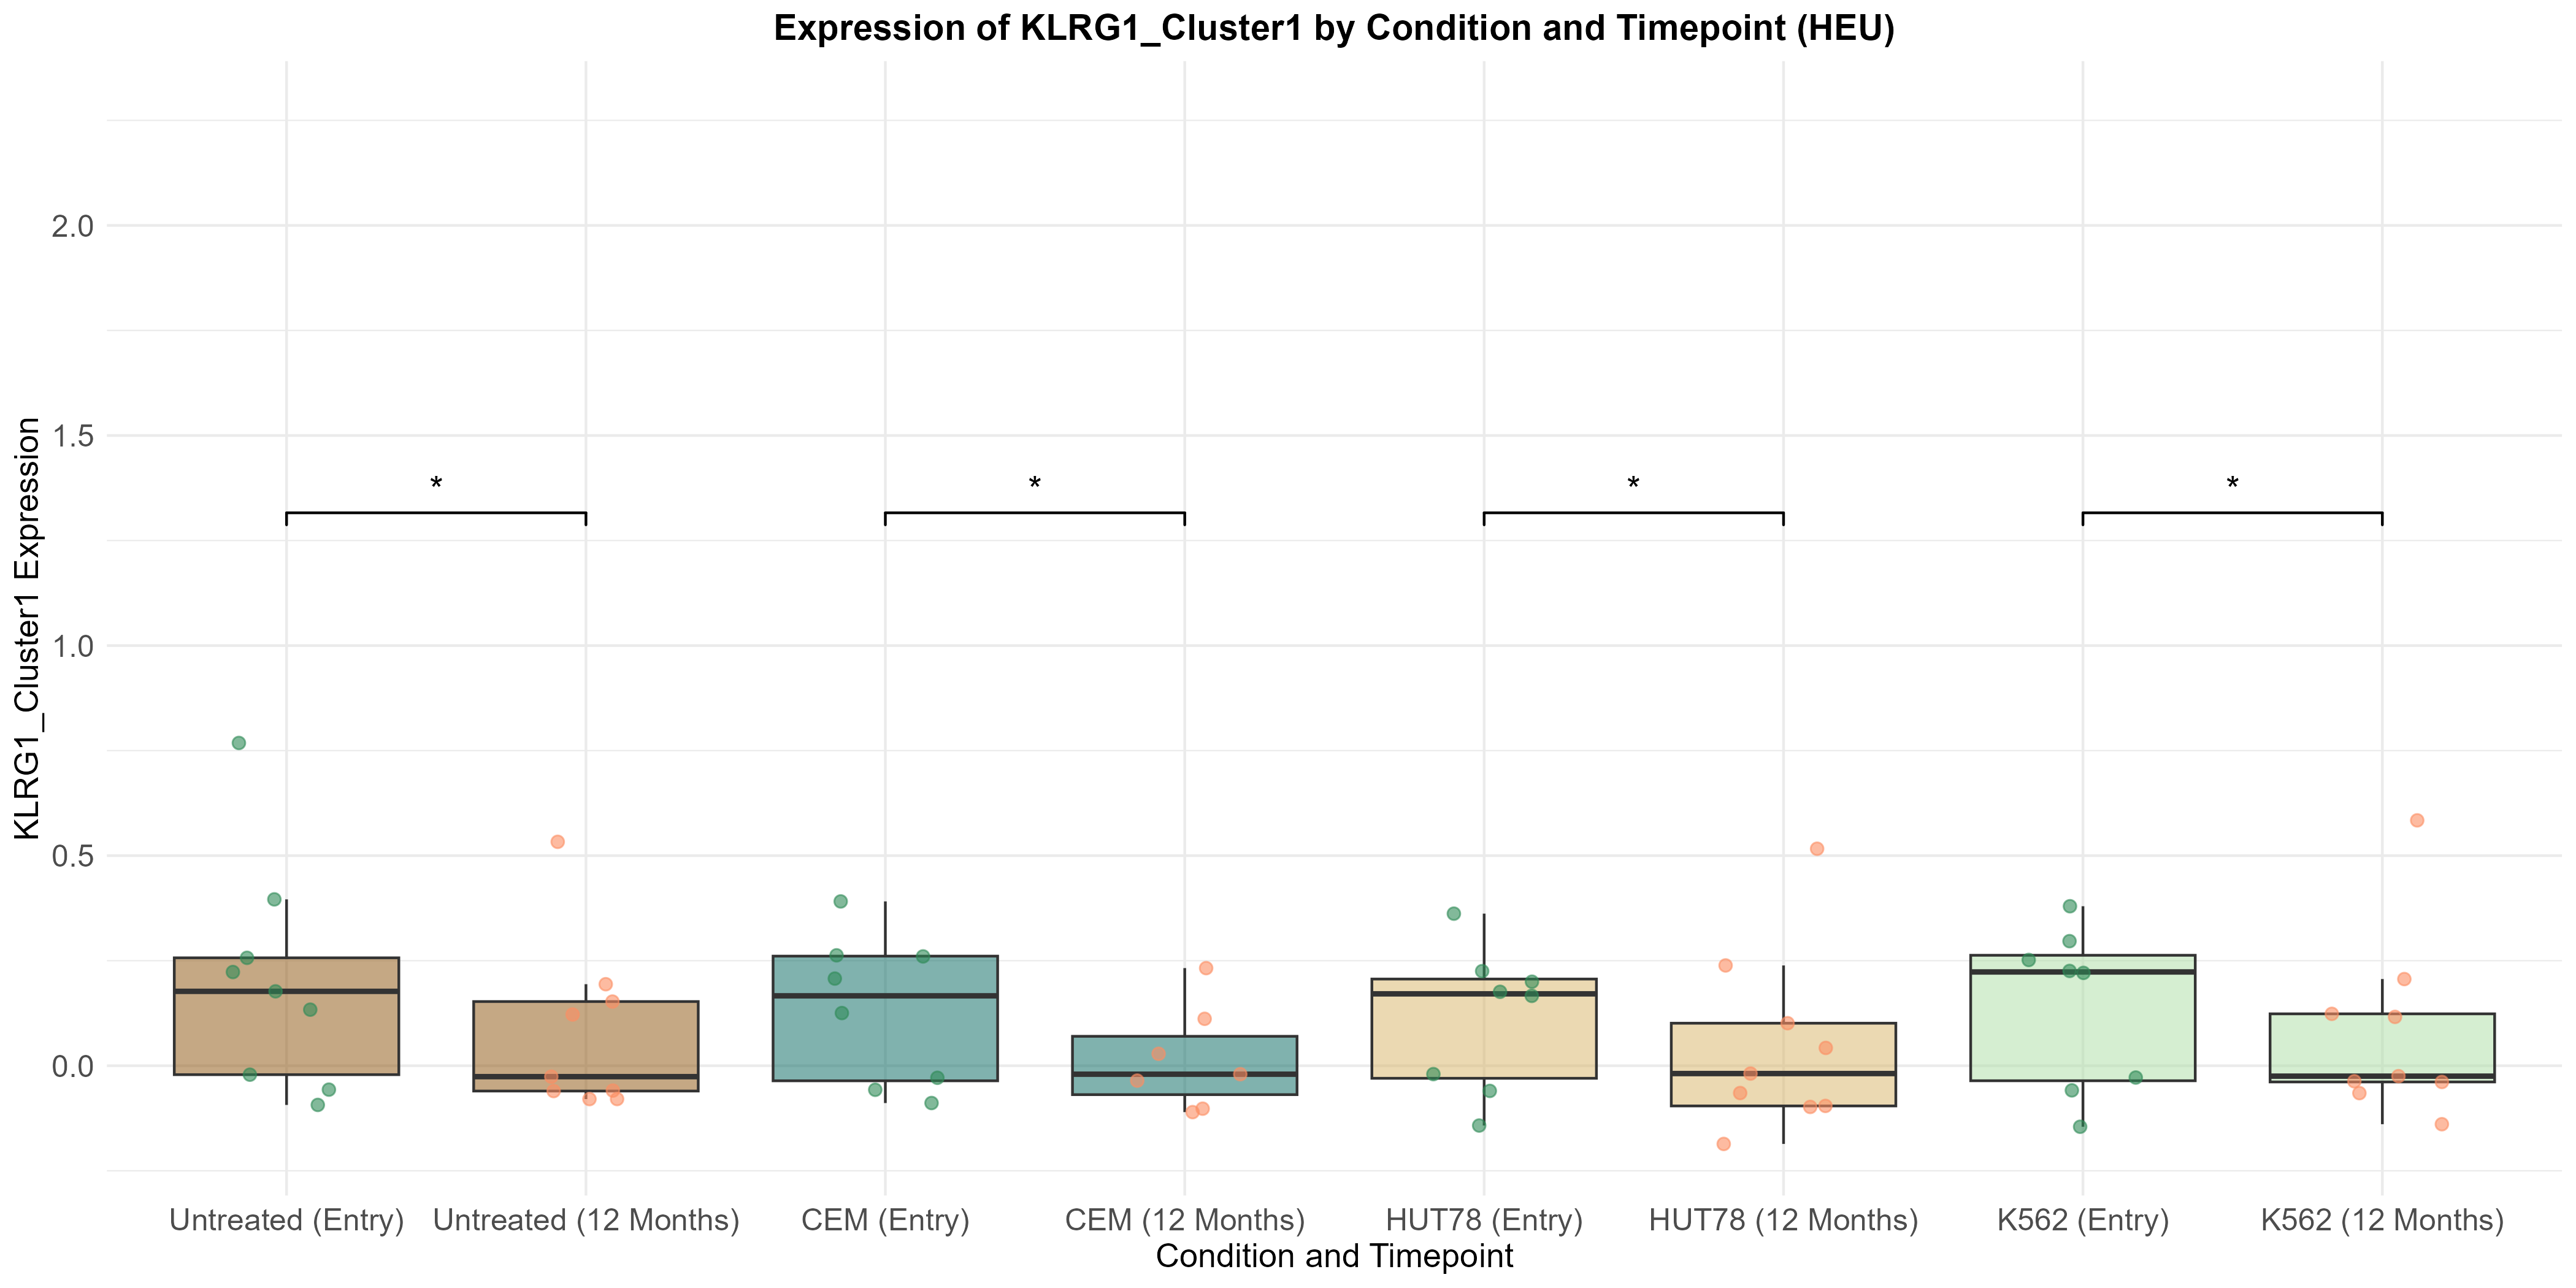 Expression of KLRG1_Cluster1 by Condition and Timepoint (HEU)
KLRG1_Cluster1 Expression
2.0
1.5
1.0
0.5
0.0
*
*
*
*
Untreated (Entry)
Untreated (12 Months)
CEM (Entry)
CEM (12 Months)
HUT78 (Entry)
HUT78 (12 Months)
K562 (Entry)
K562 (12 Months)
Condition and Timepoint